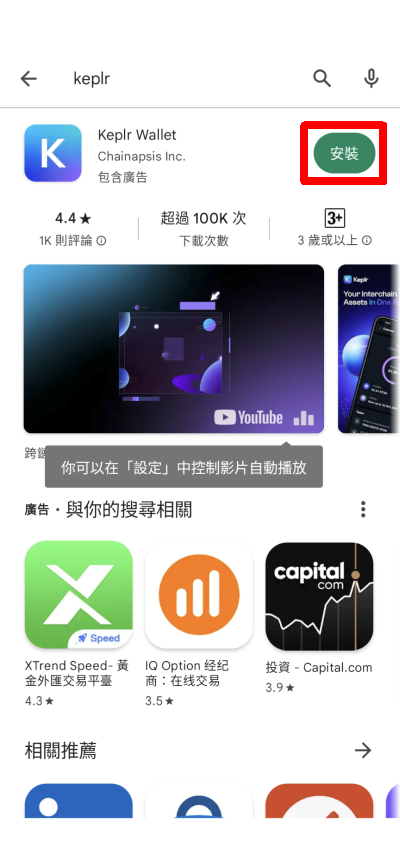 keplr
K
Keplr Wallet
Chainapsis Inc.
包含廣告
安裝
4.4★
1K 則評論
超過 100K 次
下載次數
3+
3 歲或以上
Keplr
Your Interchain
Assets In One
YouTube
跨鏈
你可以在「設定」中控制影片自動播放
廣告・與你的搜尋相關
Speed
capital
com
XTrend Speed- 黃
金外匯交易平臺
4.3★
IQ Option 经纪
商：在线交易
3.5★
投資 - Capital.com
3.9★
相關推薦